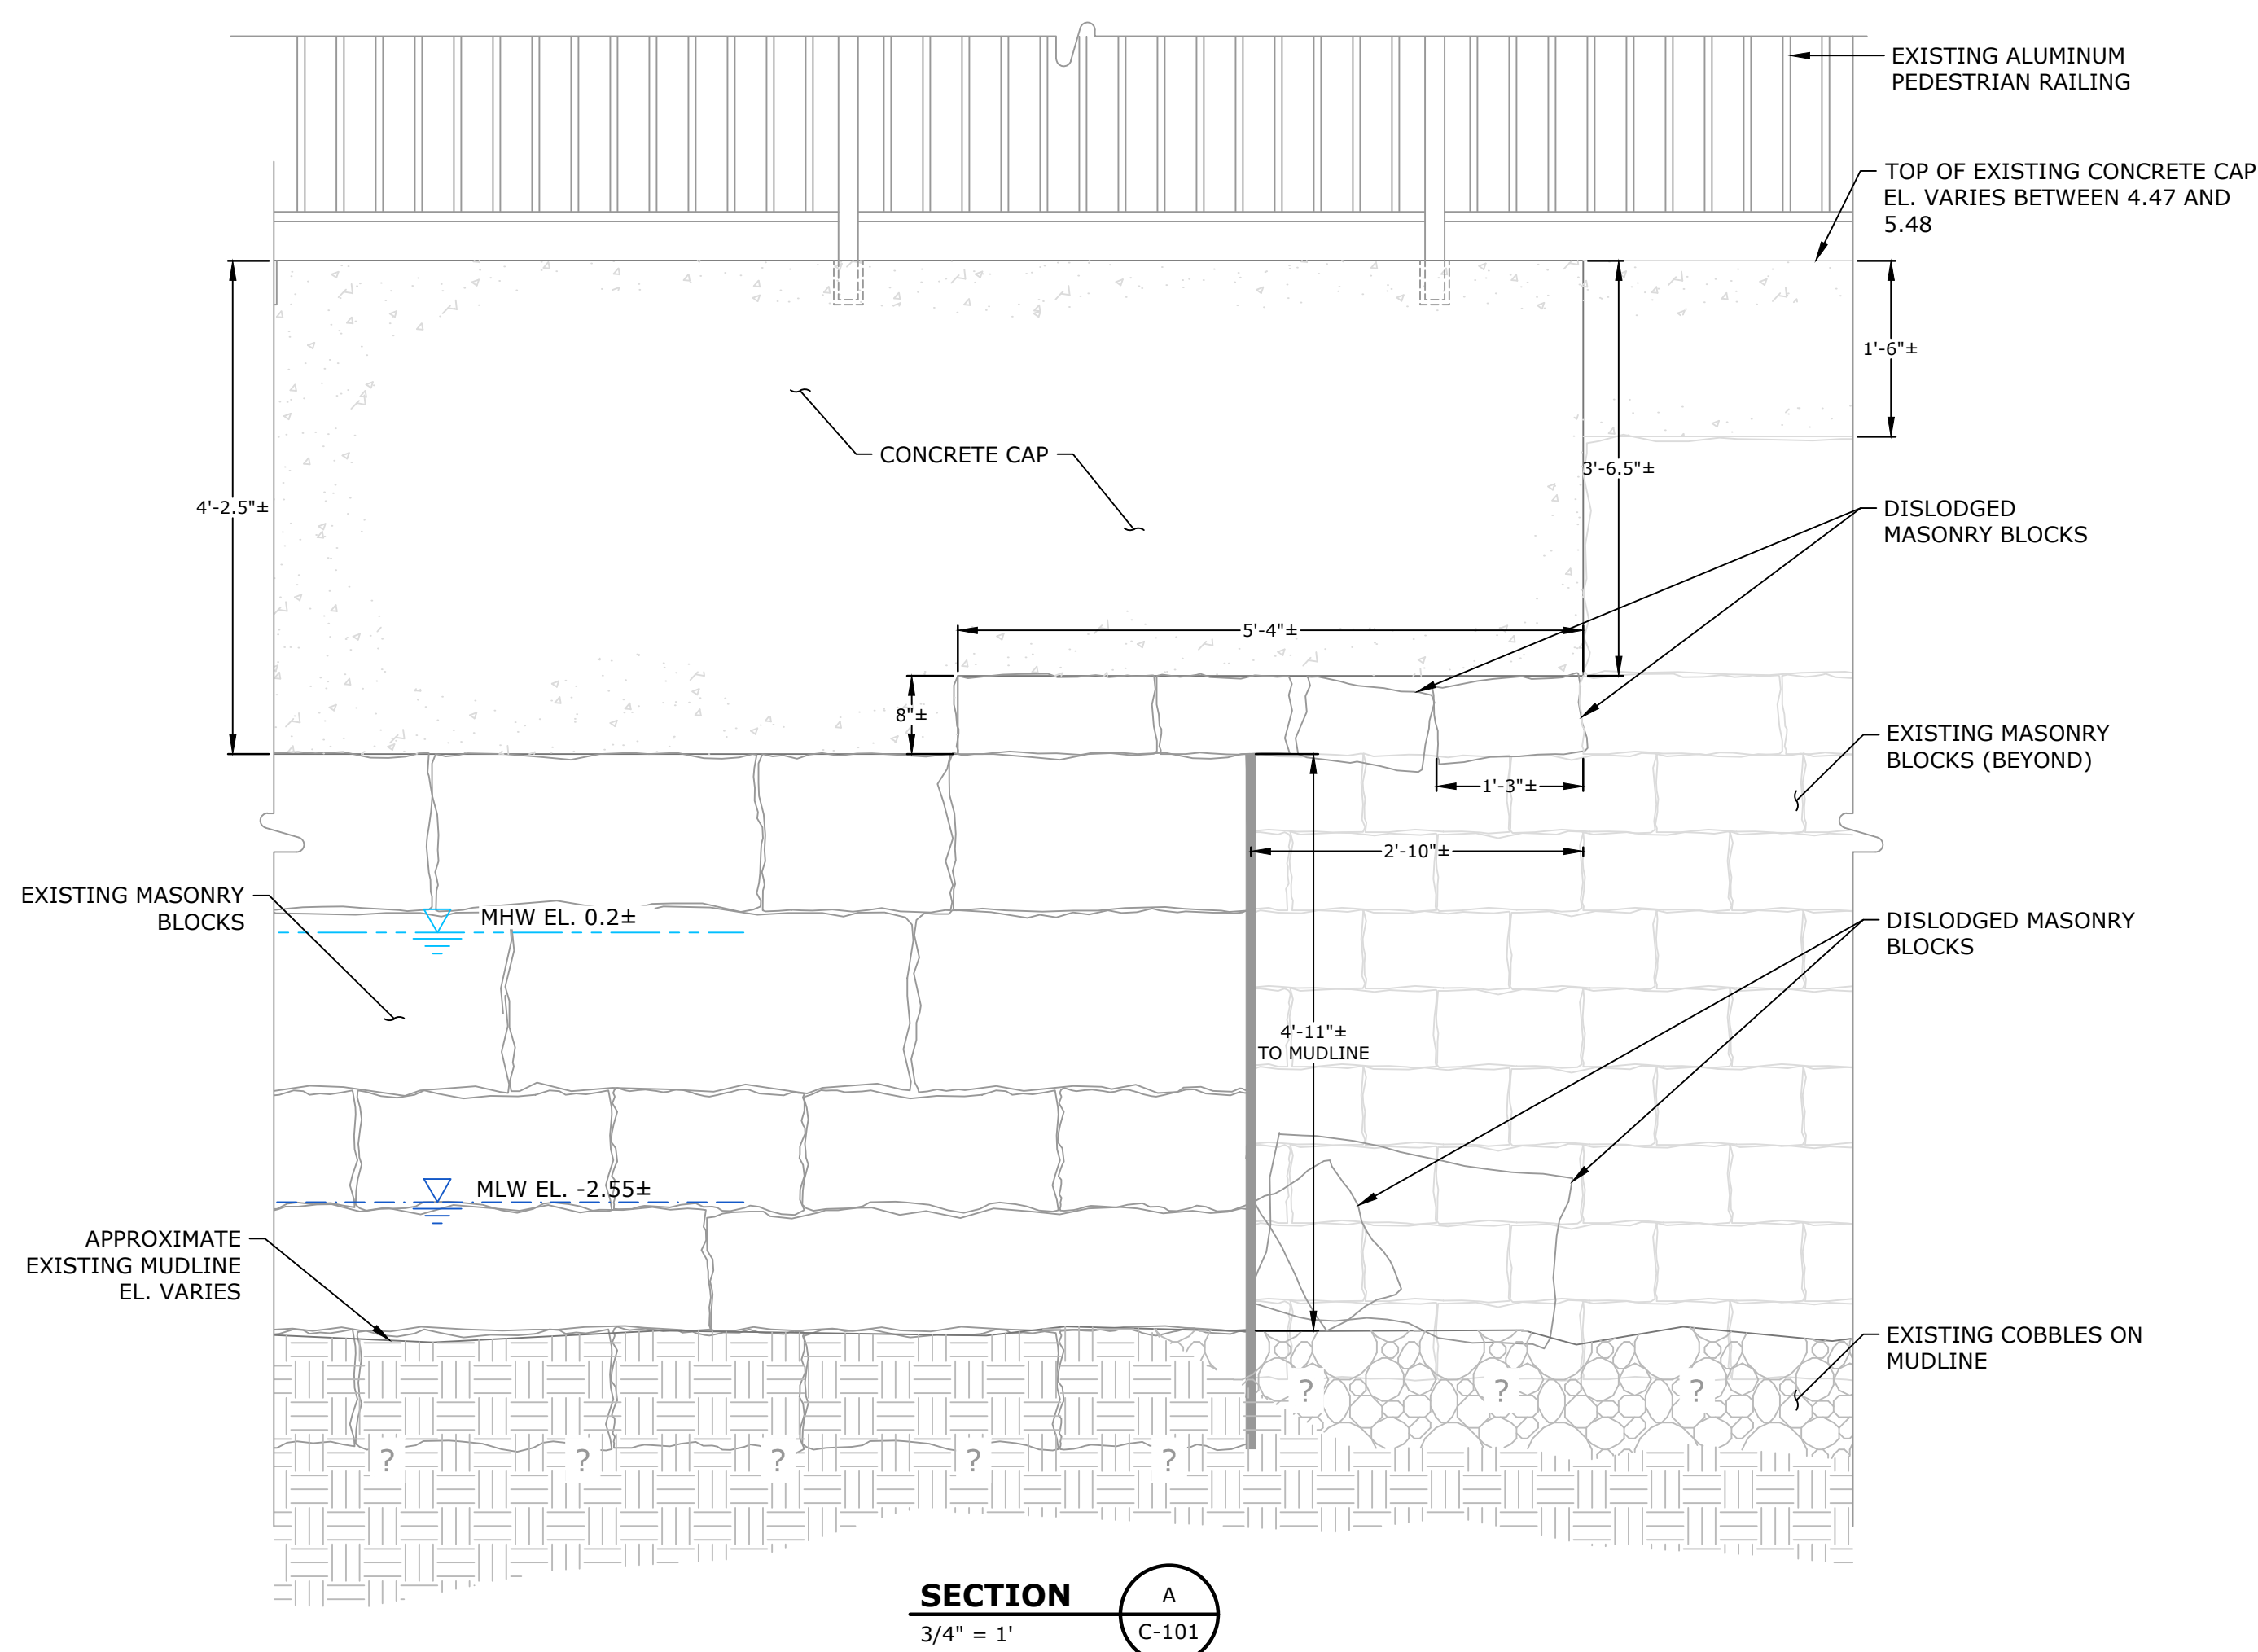 EXISTING ALUMINUM
PEDESTRIAN RAILING
TOP OF EXISTING CONCRETE CAP
EL. VARIES BETWEEN 4.47 AND
5.48
1'-6"±
CONCRETE CAP
3'-6.5"±
4'-2.5"±
DISLODGED
MASONRY BLOCKS
5'-4"±
8"±
EXISTING MASONRY
BLOCKS (BEYOND)
1'-3"±
2'-10"±
EXISTING MASONRY
BLOCKS
MHW EL. 0.2±
DISLODGED MASONRY
BLOCKS
4'-11"±
TO MUDLINE
MLW EL. -2.55±
APPROXIMATE
EXISTING MUDLINE
EL. VARIES
EXISTING COBBLES ON
MUDLINE
? ? ?
? ? ? ? ?
SECTION
3/4" = 1'
A
C-101